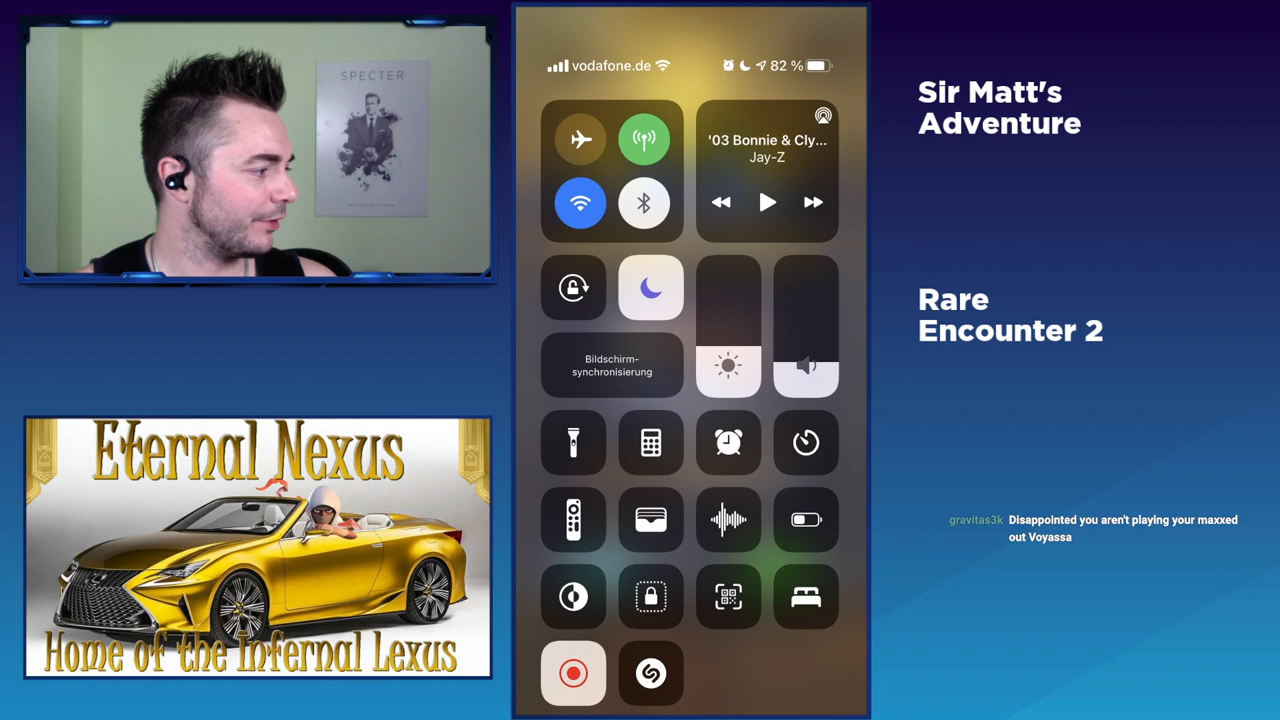 SPECTER
vodafone.de
82 %
'03 Bonnie & Cly...
Jay-Z
Bildschirm-
synchronisierung
Eternal Nexus
Home of the Infernal Lexus
Sir Matt's
Adventure
Rare
Encounter 2
gravitas3k Disappointed you aren't playing your maxxed
out Voyassa